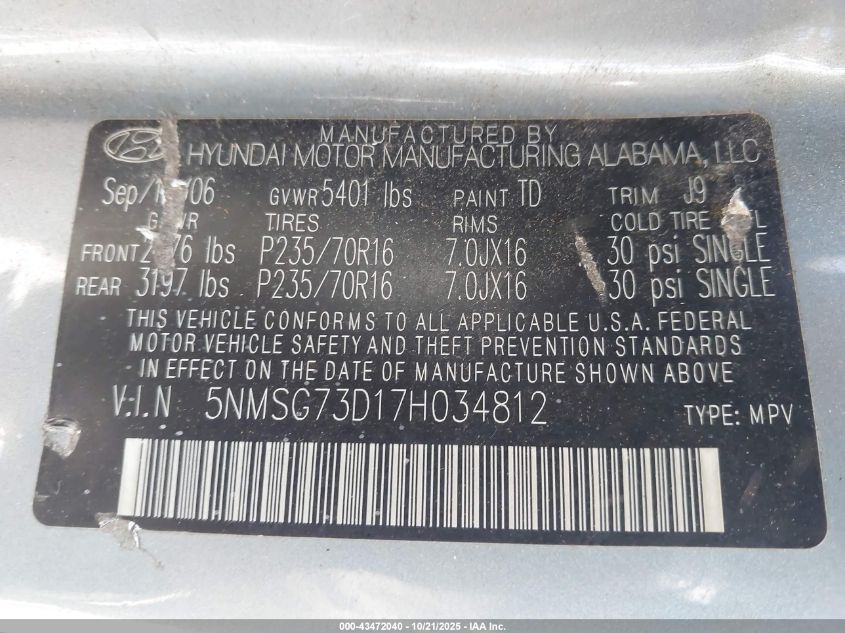 MANUFACTURED BY
HYUNDAI MOTOR MANUFACTURING ALABAMA, LLC
GVWR 5401 lbs PAINT TD TRIM J9
TIRES RIMS COLD TIRE
FRONT lbs P235/70R16 7.0JX16 30 psi SINGLE
REAR 3197 lbs P235/70R16 7.0JX16 30 psi SINGLE
THIS VEHICLE CONFORMS TO ALL APPLICABLE U.S.A. FEDERAL
MOTOR VEHICLE SAFETY AND THEFT PREVENTION STANDARDS
IN EFFECT ON THE DATE OF MANUFACTURE SHOWN ABOVE
V.I.N 5NMSG73D17H034812 TYPE: MPV
000-43472040 - 10/21/2025 - IAA Inc.